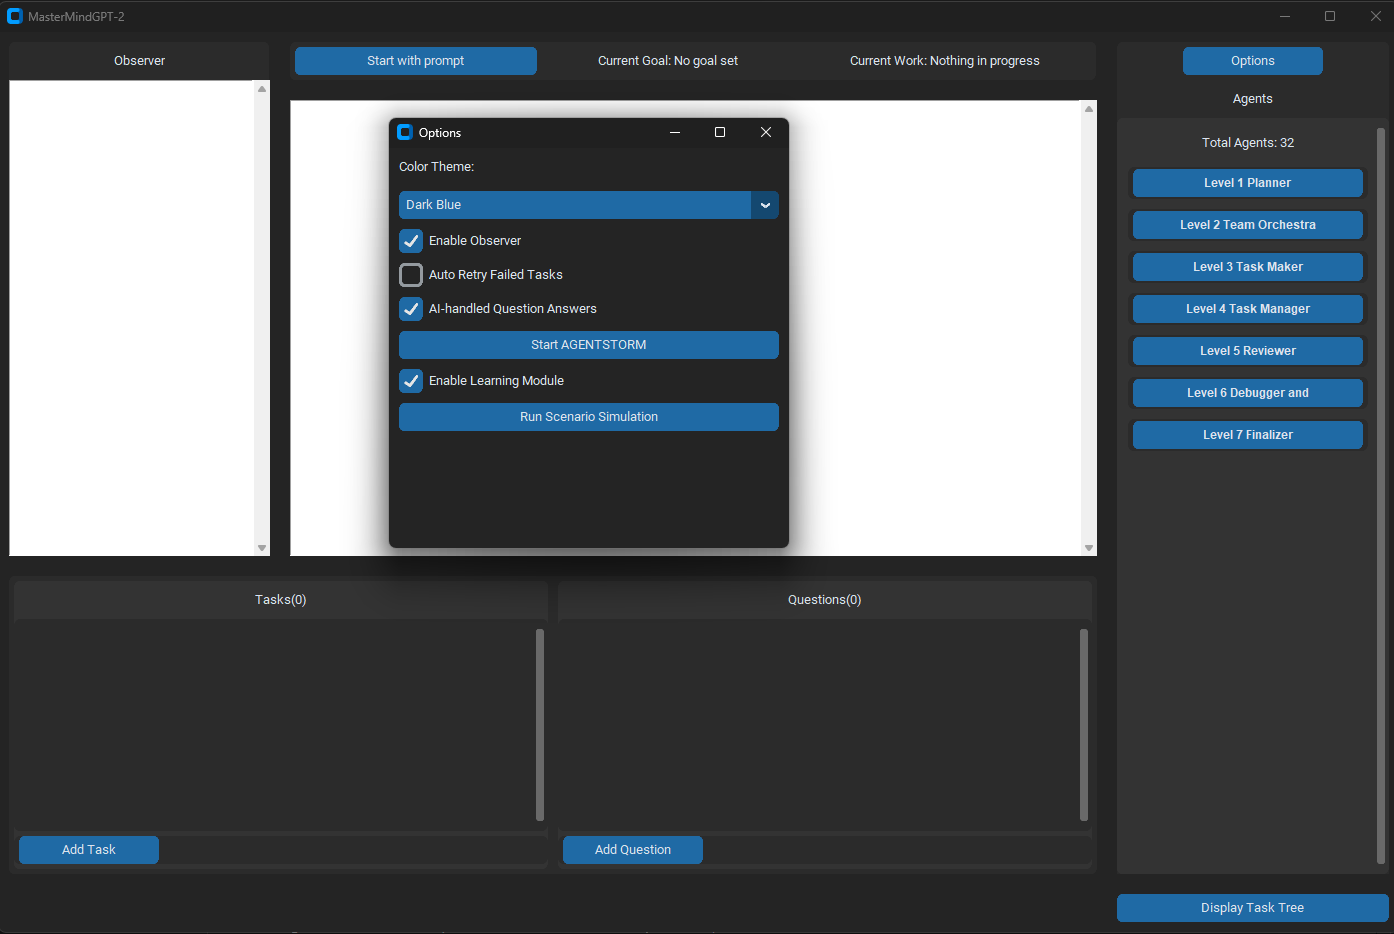 MasterMindGPT-2
Observer
Start with prompt
Current Goal: No goal set
Current Work: Nothing in progress
Options
Color Theme:
Dark Blue
Enable Observer
Auto Retry Failed Tasks
AI-handled Question Answers
Start AGENTSTORM
Enable Learning Module
Run Scenario Simulation
Options
Agents
Total Agents: 32
Level 1 Planner
Level 2 Team Orchestra
Level 3 Task Maker
Level 4 Task Manager
Level 5 Reviewer
Level 6 Debugger and
Level 7 Finalizer
Tasks(0)
Questions(0)
Add Task
Add Question
Display Task Tree